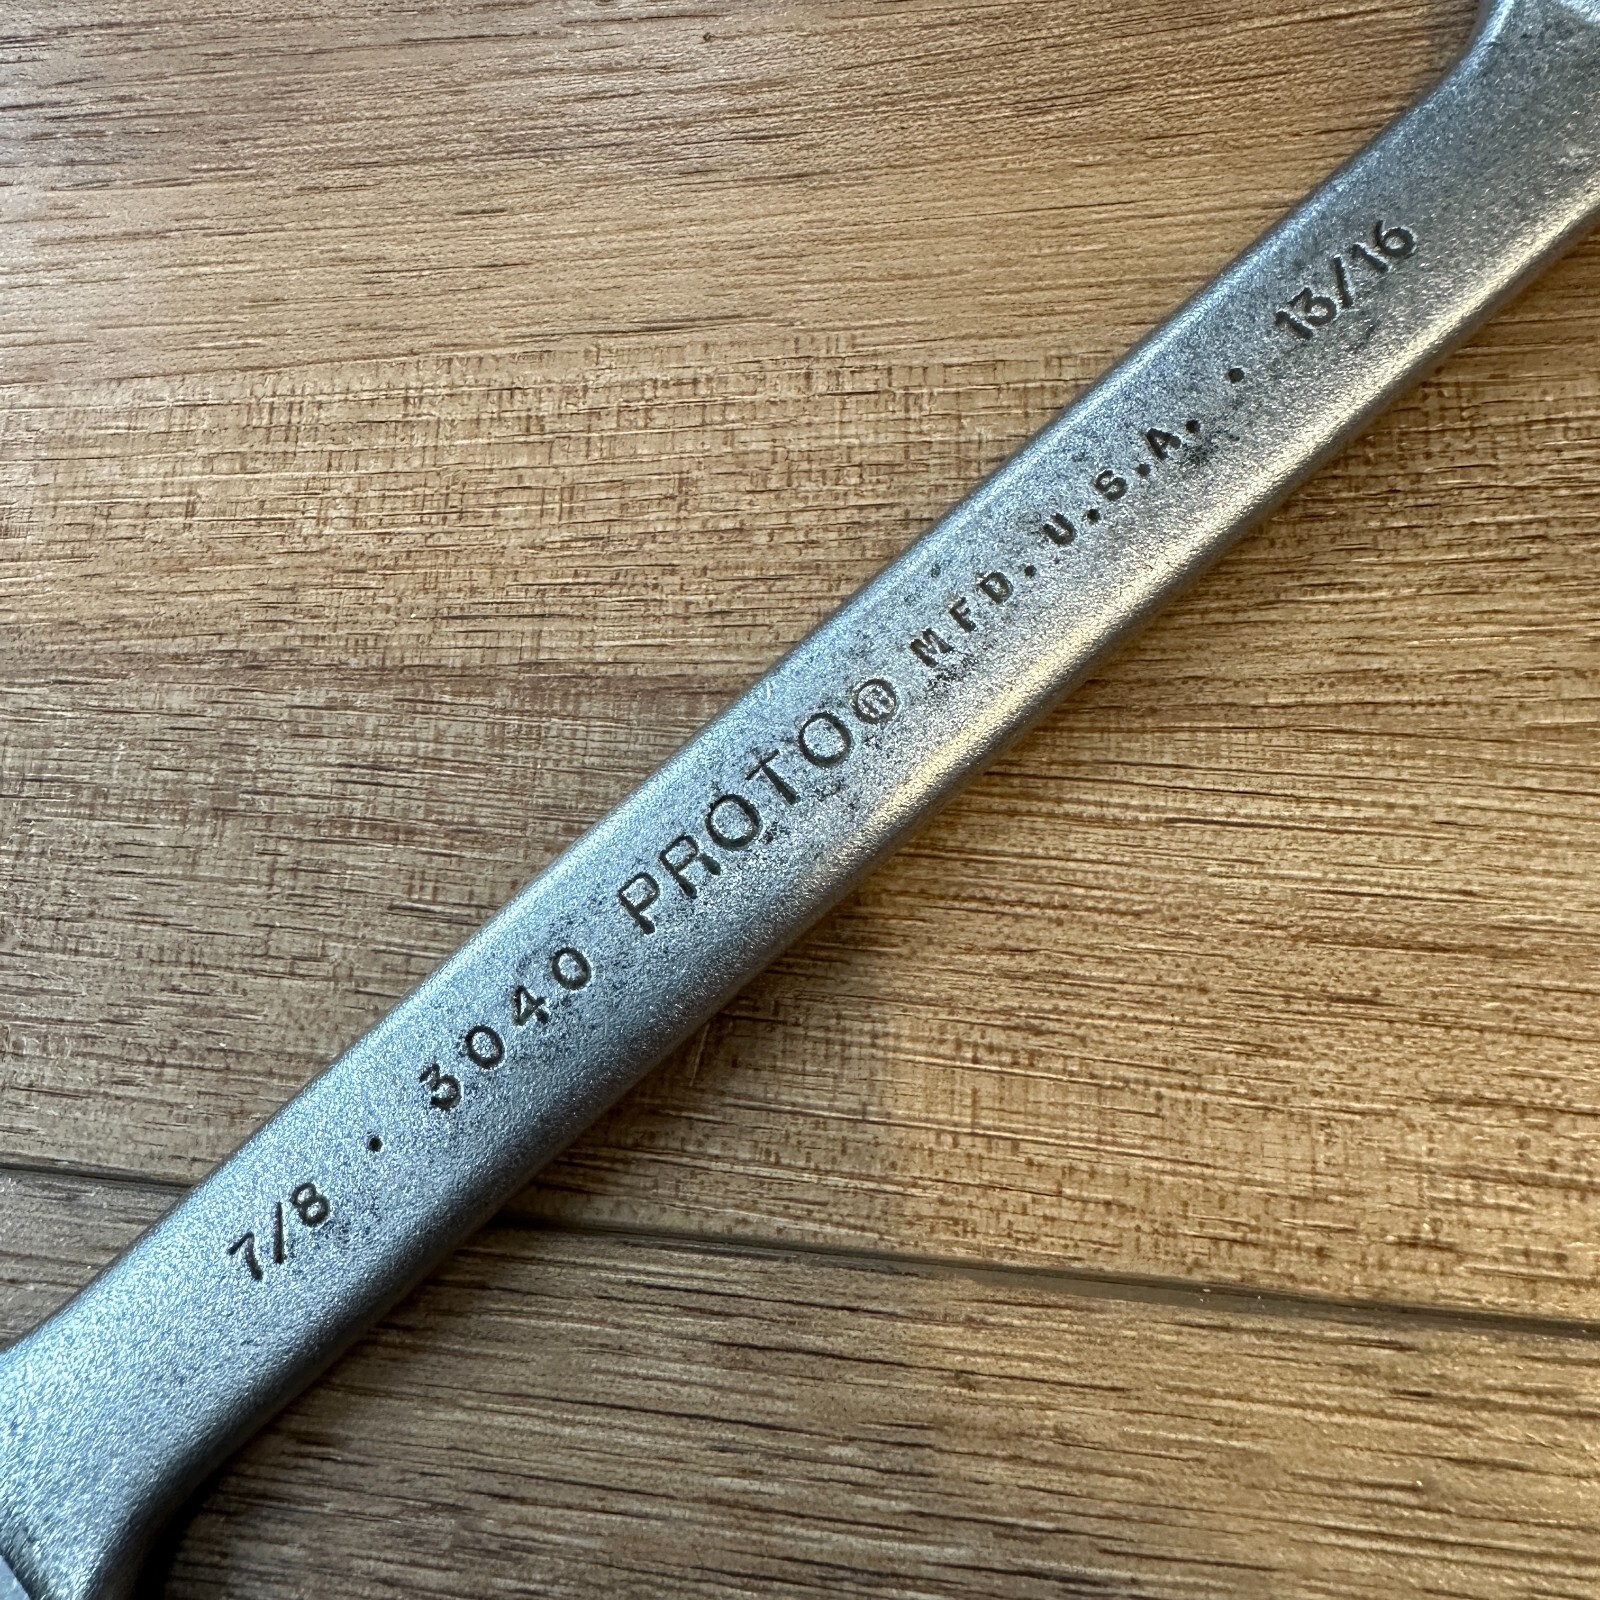 7/8 • 3040 PROTO® MFD. U.S.A. • 13/16